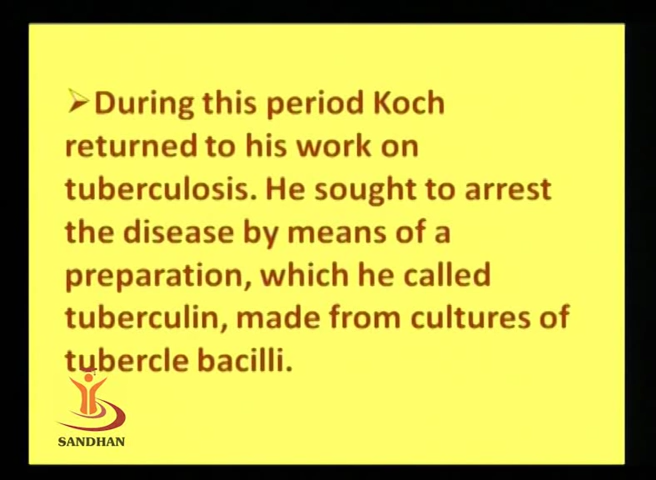 ➢During this period Koch
returned to his work on
tuberculosis. He sought to arrest
the disease by means of a
preparation, which he called
tuberculin, made from cultures of
tubercle bacilli.
SANDHAN